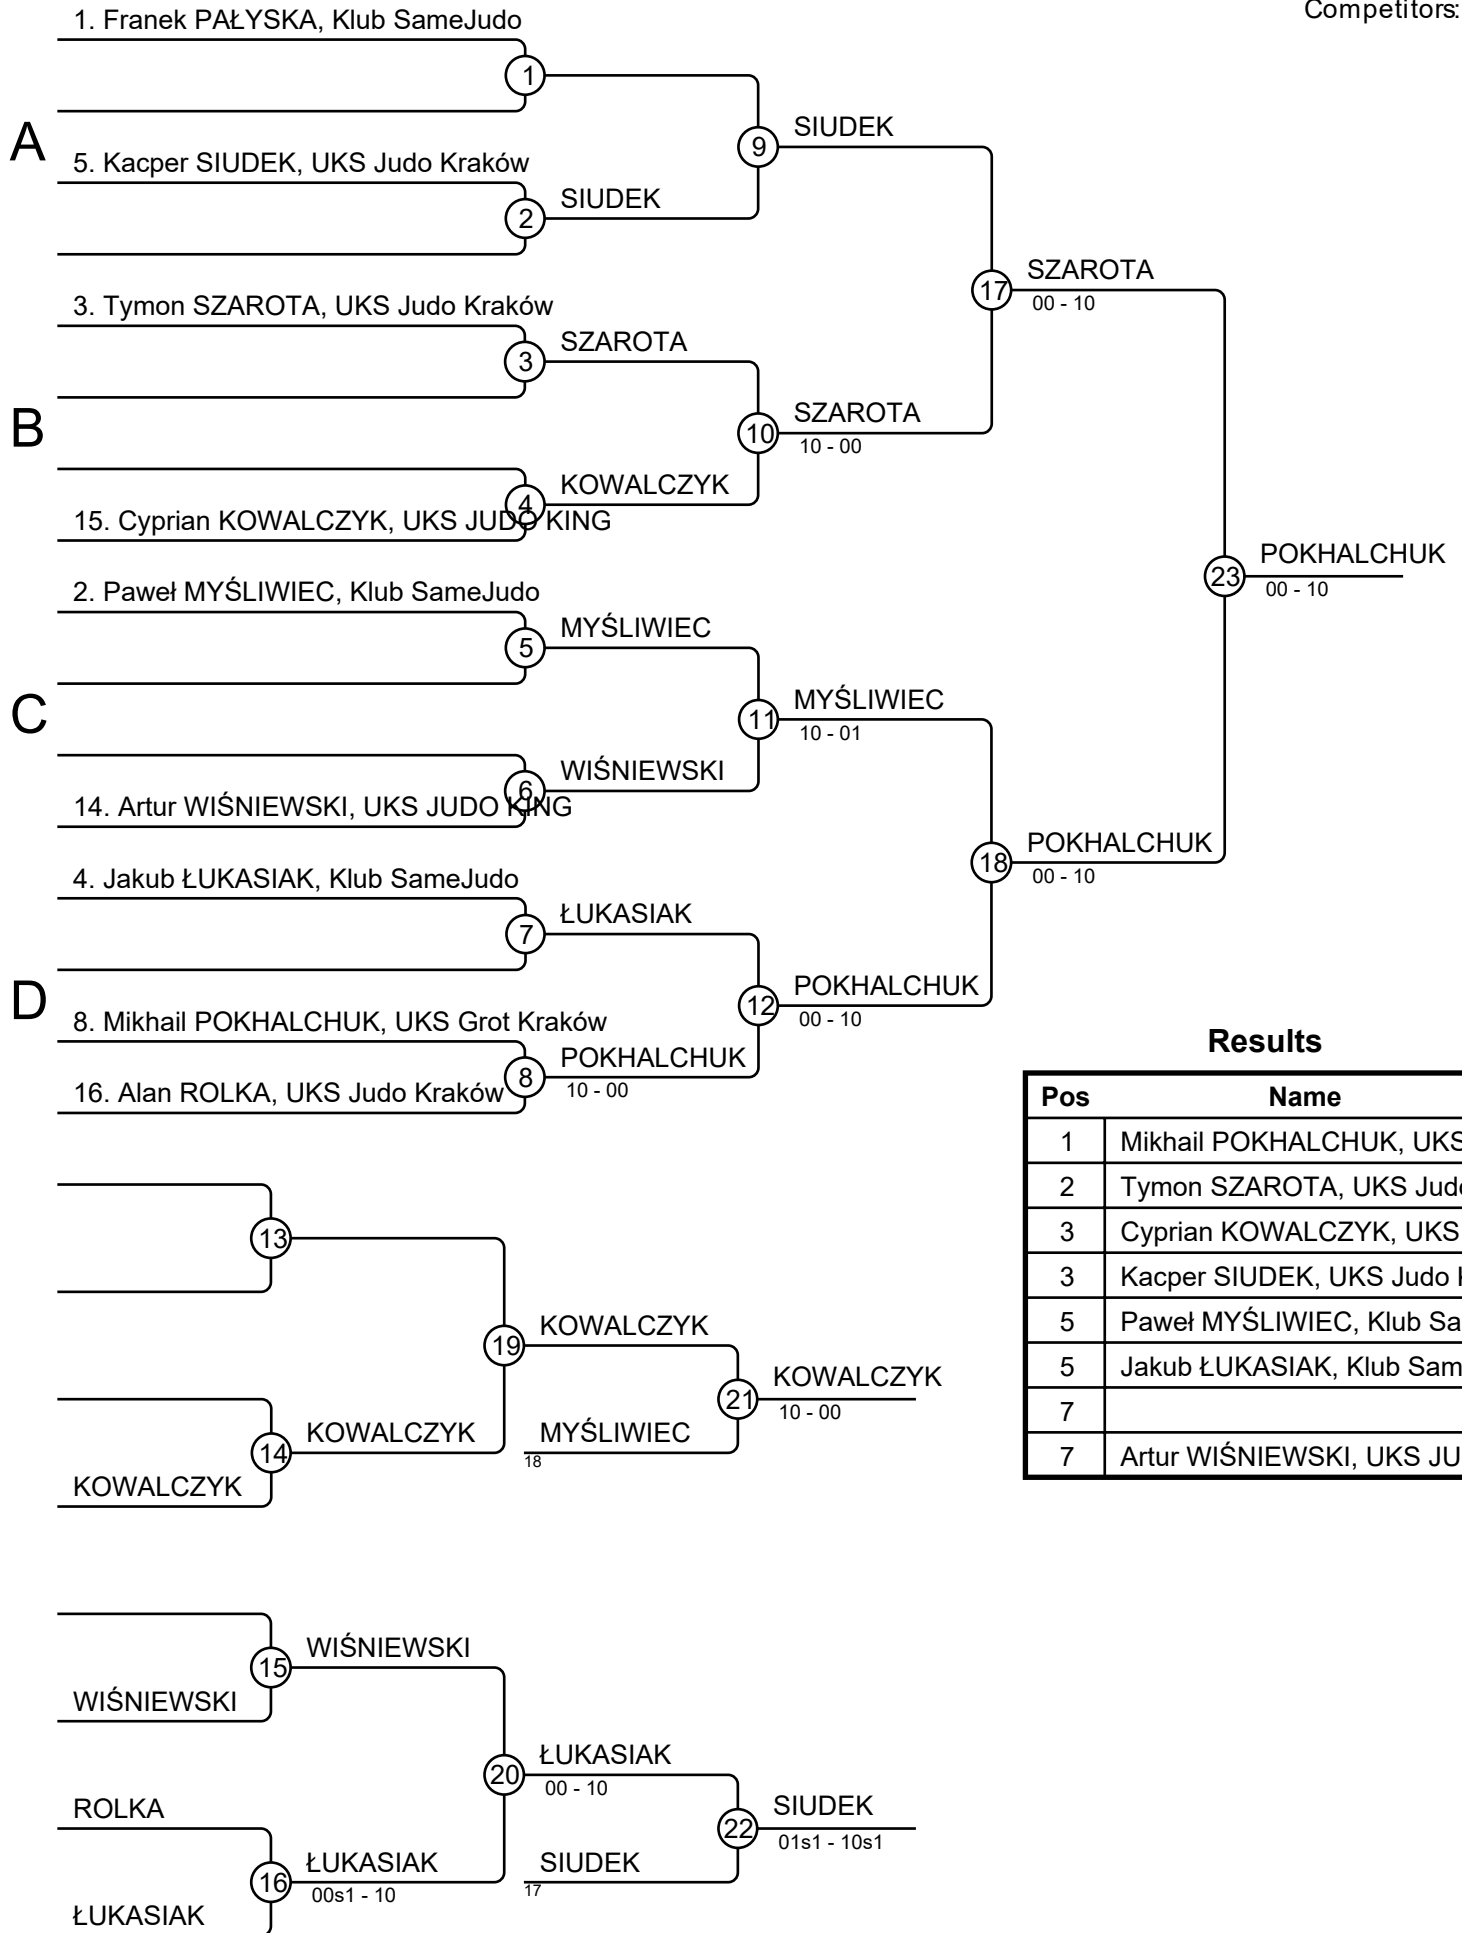 Competitors:
1. Franek PAŁYSKA, Klub SameJudo
1
A
9
SIUDEK
5. Kacper SIUDEK, UKS Judo Kraków
2
SIUDEK
3. Tymon SZAROTA, UKS Judo Kraków
17
SZAROTA
00 - 10
3
SZAROTA
B
10
SZAROTA
10 - 00
4
KOWALCZYK
15. Cyprian KOWALCZYK, UKS JUDO KING
23
POKHALCHUK
00 - 10
2. Paweł MYŚLIWIEC, Klub SameJudo
5
MYŚLIWIEC
C
11
MYŚLIWIEC
10 - 01
6
WIŚNIEWSKI
14. Artur WIŚNIEWSKI, UKS JUDO KING
18
POKHALCHUK
00 - 10
4. Jakub ŁUKASIAK, Klub SameJudo
7
ŁUKASIAK
D
12
POKHALCHUK
00 - 10
8. Mikhail POKHALCHUK, UKS Grot Kraków
8
POKHALCHUK
10 - 00
16. Alan ROLKA, UKS Judo Kraków
Results
Pos Name
1 Mikhail POKHALCHUK, UKS
2 Tymon SZAROTA, UKS Judo
3 Cyprian KOWALCZYK, UKS
3 Kacper SIUDEK, UKS Judo
5 Paweł MYŚLIWIEC, Klub Sa
5 Jakub ŁUKASIAK, Klub Sam
7
7 Artur WIŚNIEWSKI, UKS JU
13
19
KOWALCZYK
21
KOWALCZYK
10 - 00
14
KOWALCZYK
MYŚLIWIEC
18
KOWALCZYK
15
WIŚNIEWSKI
WIŚNIEWSKI
20
ŁUKASIAK
00 - 10
ROLKA
22
SIUDEK
01s1 - 10s1
16
ŁUKASIAK
00s1 - 10
SIUDEK
17
ŁUKASIAK